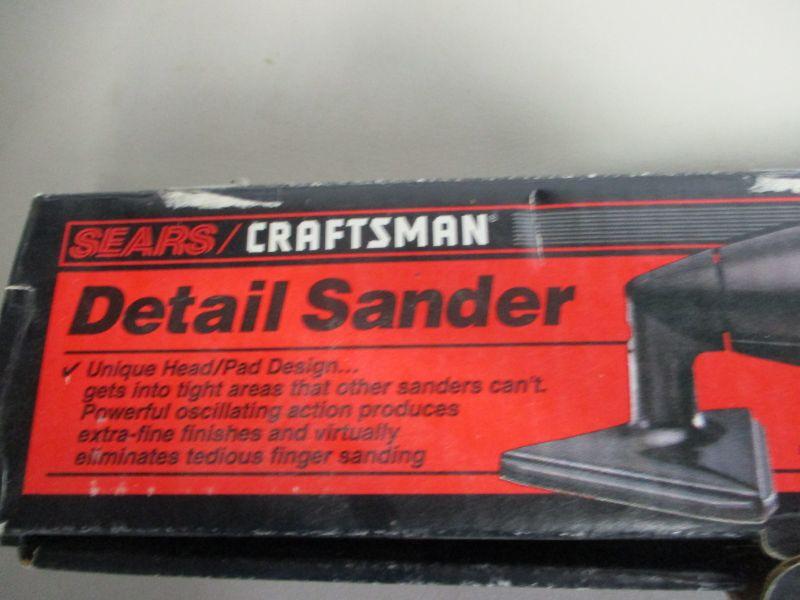 SEARS / CRAFTSMAN®
Detail Sander
✓ Unique Head/Pad Design...
gets into tight areas that other sanders can't.
Powerful oscillating action produces
extra-fine finishes and virtually
eliminates tedious finger sanding